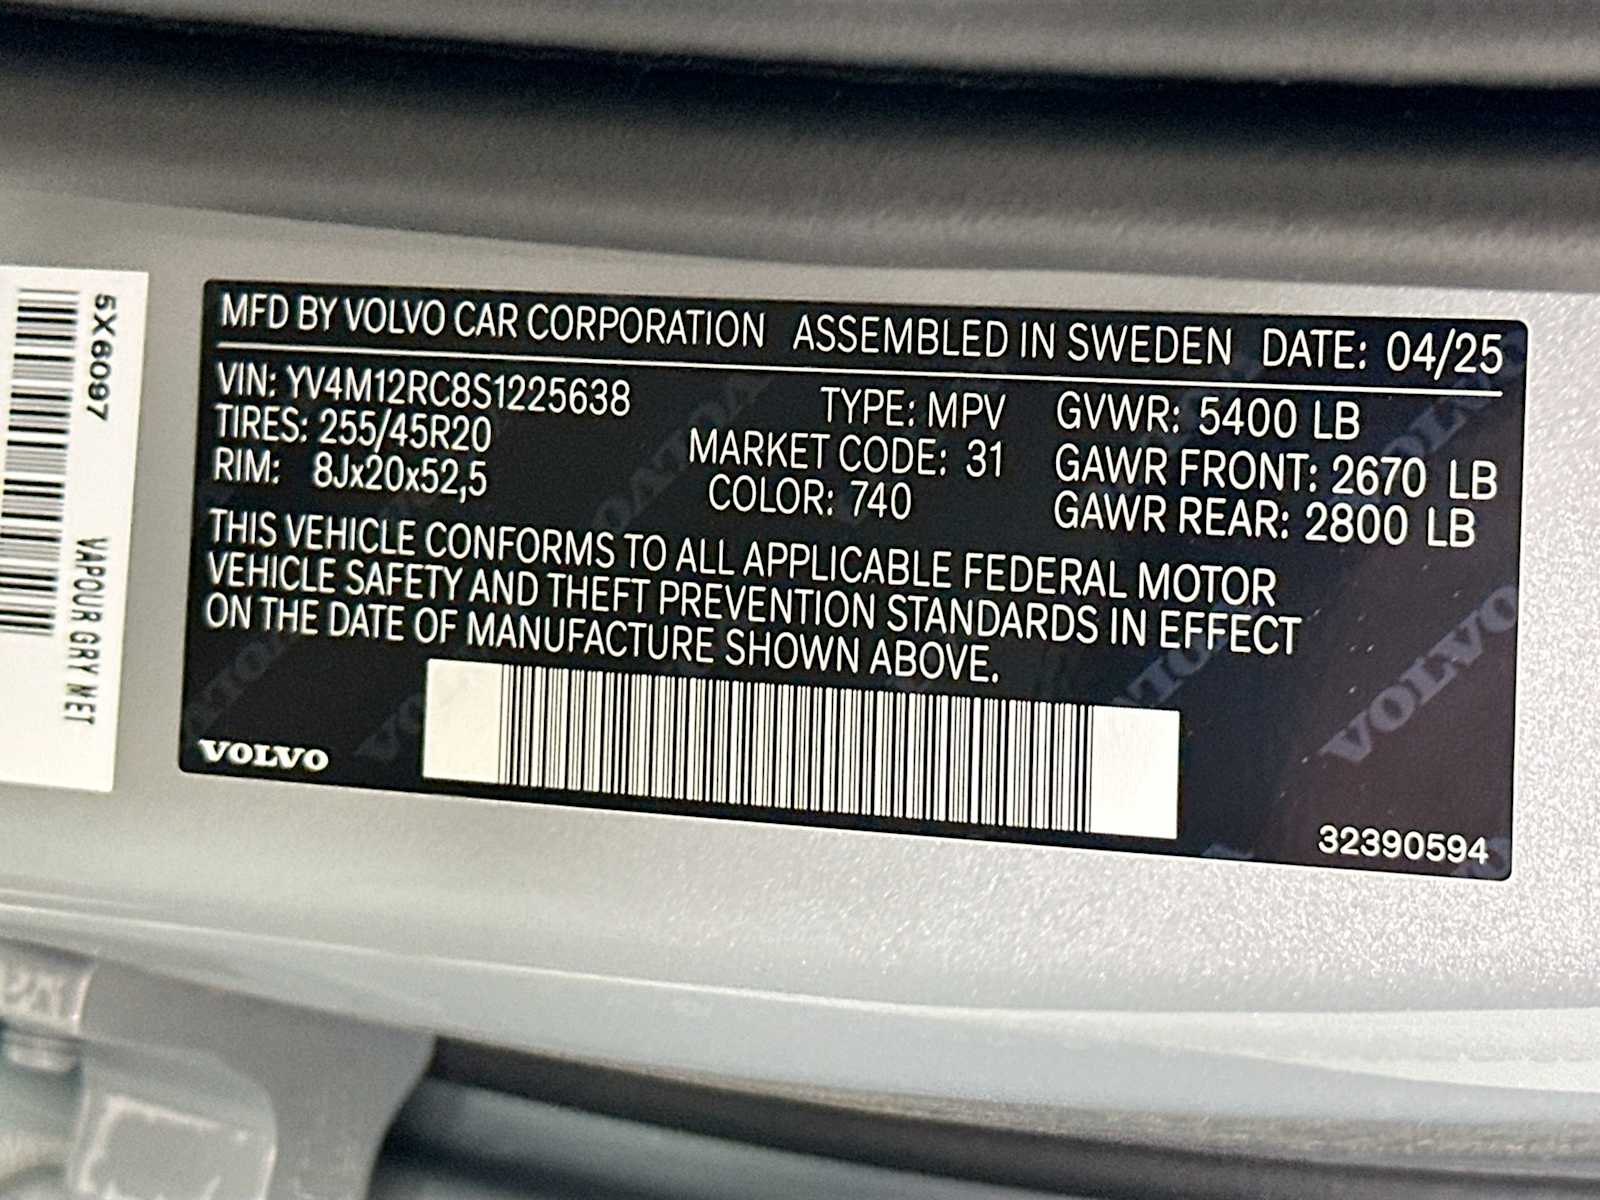 MFD BY VOLVO CAR CORPORATION ASSEMBLED IN SWEDEN DATE: 04/25
VIN: YV4M12RC8S1225638 TYPE: MPV GVWR: 5400 LB
TIRES: 255/45R20 MARKET CODE: 31 GAWR FRONT: 2670 LB
RIM: 8Jx20x52,5 COLOR: 740 GAWR REAR: 2800 LB
THIS VEHICLE CONFORMS TO ALL APPLICABLE FEDERAL MOTOR
VEHICLE SAFETY AND THEFT PREVENTION STANDARDS IN EFFECT
ON THE DATE OF MANUFACTURE SHOWN ABOVE.
VOLVO
32390594
5X6097
VAPOUR GRY MET